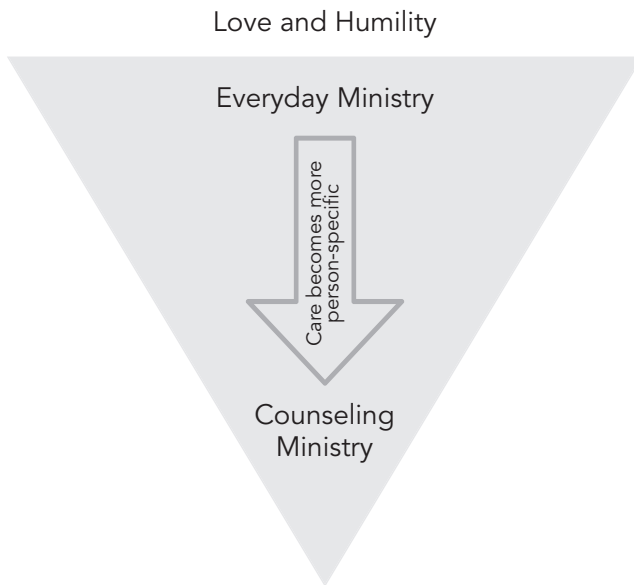 Love and Humility
Everyday Ministry
Care becomes more
person-specific
Counseling
Ministry